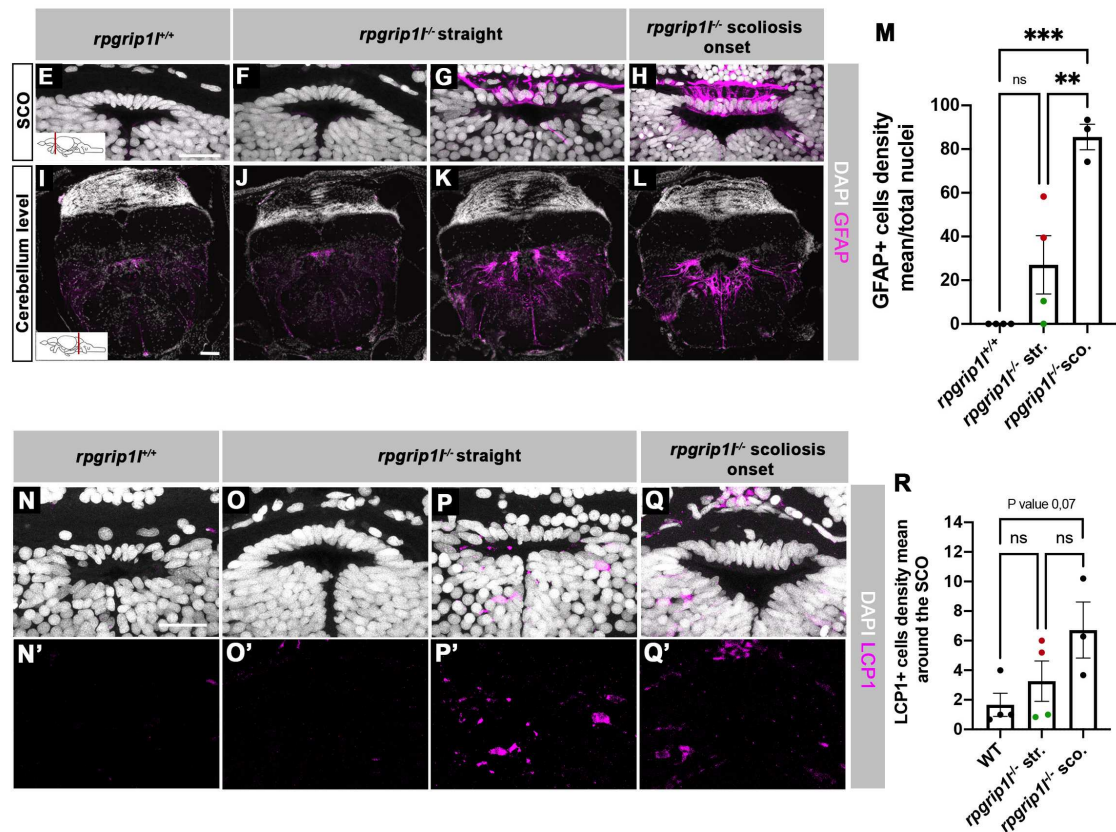 rpgrip1l+/+
rpgrip1l-/- straight
rpgrip1l-/- scoliosis
onset
SCO
E
F
G
H
Cerebellum level
I
J
K
L
DAPI GFAP
M
***
ns
**
GFAP+ cells density
mean/total nuclei
100
80
60
40
20
0
rpgrip1l+/+
rpgrip1l-/- str.
rpgrip1l-/- sco.
rpgrip1l+/+
rpgrip1l-/- straight
rpgrip1l-/- scoliosis
onset
N
O
P
Q
N’
O’
P’
Q’
DAPI LCP1
R
P value 0,07
ns
ns
LCP1+ cells density mean
around the SCO
14
12
10
8
6
4
2
0
WT
rpgrip1l-/- str.
rpgrip1l-/- sco.